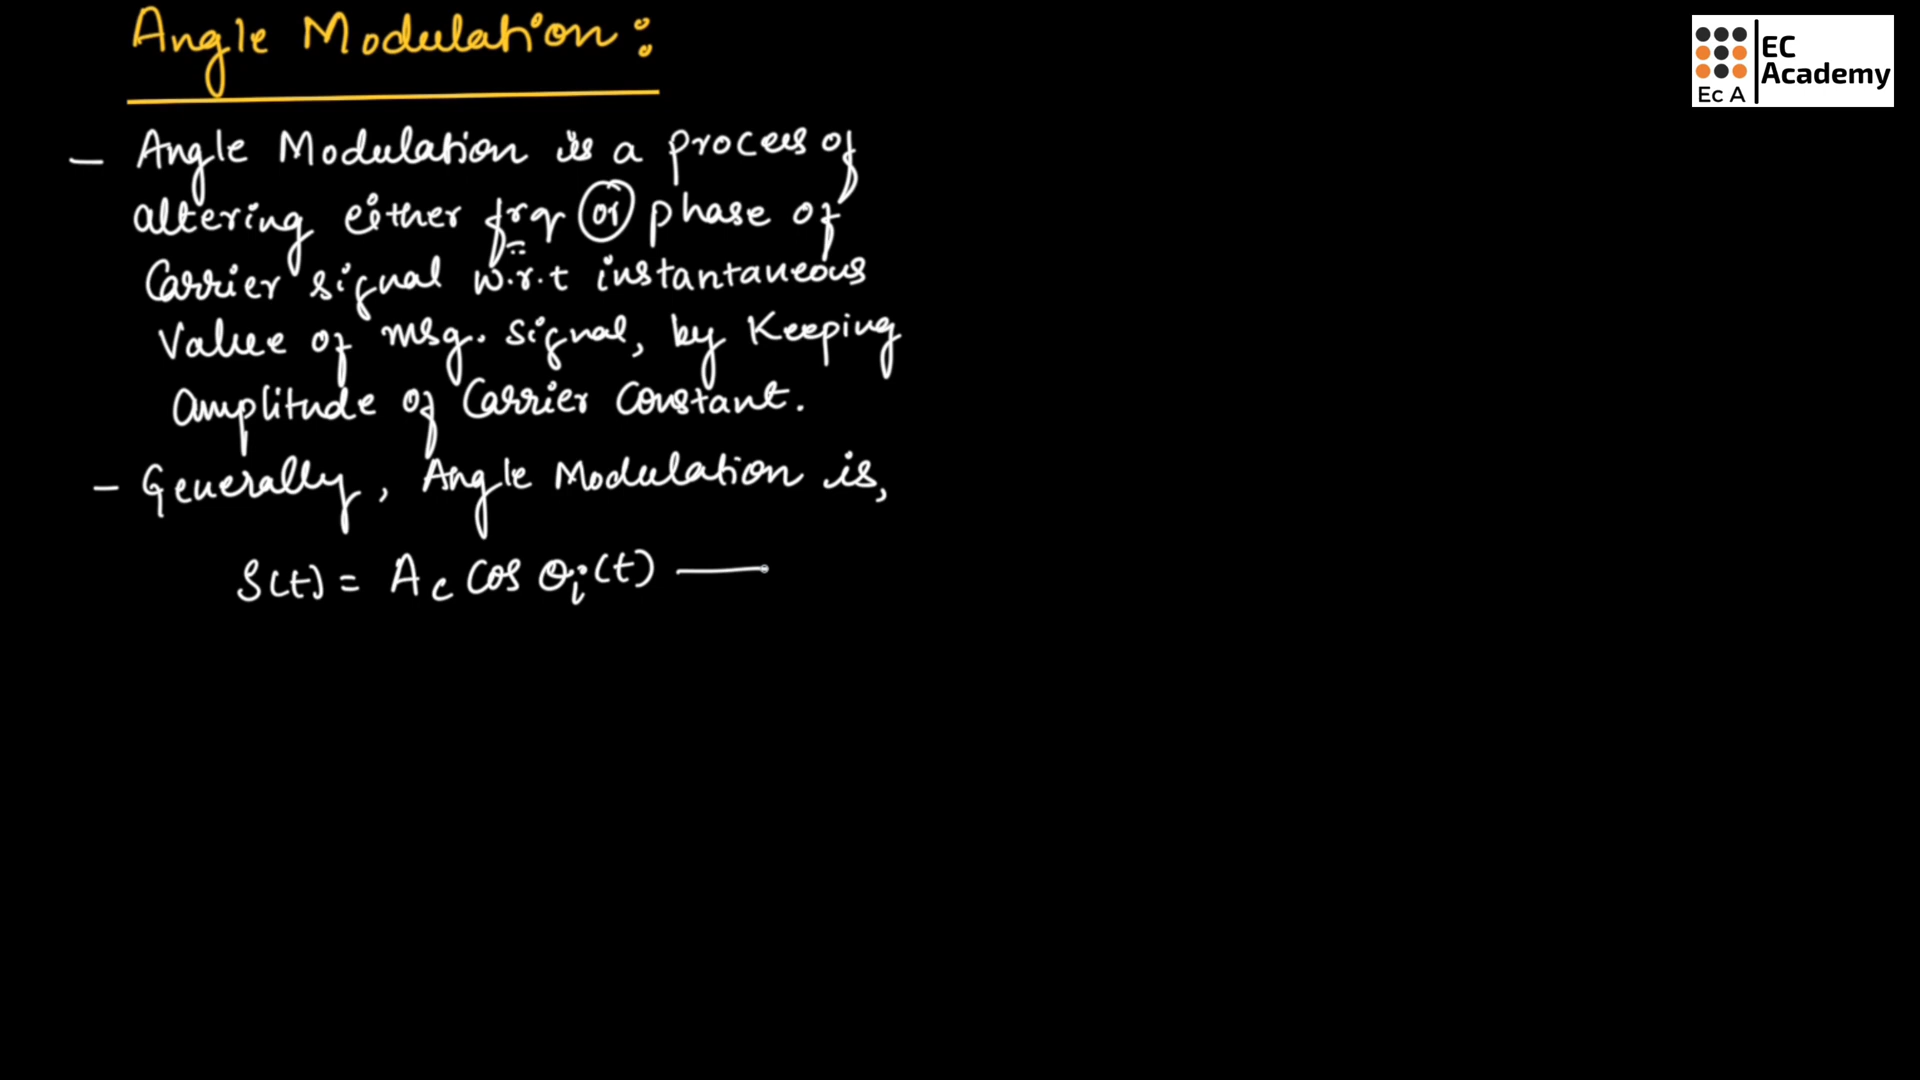 Angle Modulation :
EC
Academy
Ec A
- Angle Modulation is a process of
altering either frq or phase of
Carrier signal w.r.t instantaneous
Value of msg. signal, by Keeping
Amplitude of Carrier Constant.
- Generally, Angle Modulation is,
S(t) = Ac Cos θi(t) —